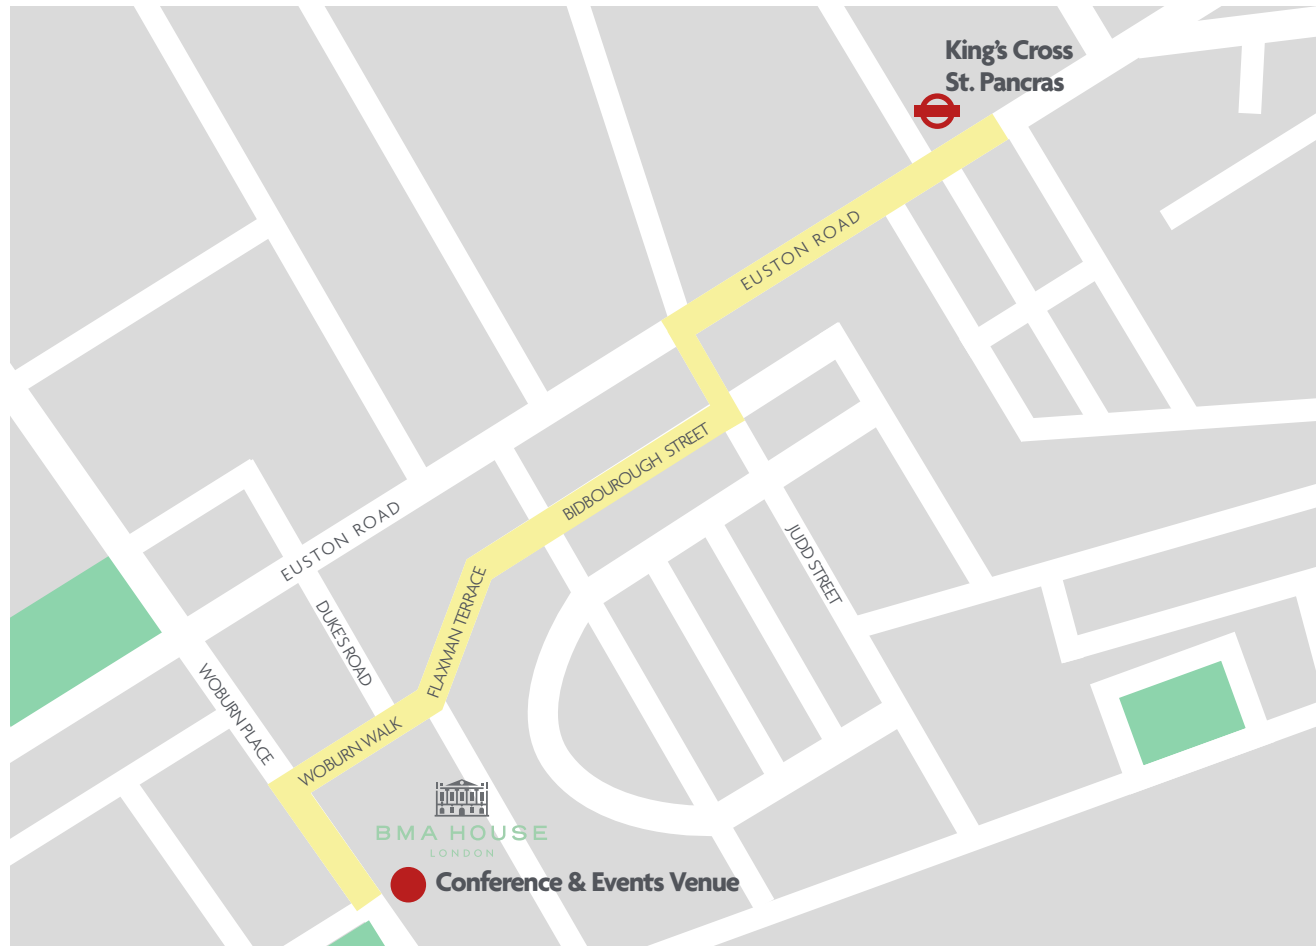 King's Cross
St. Pancras
EUSTON ROAD
BIDBOUROUGH STREET
EUSTON ROAD
JUDD STREET
FLAXMAN TERRACE
DUKE'S ROAD
WOBURN PLACE
WOBURN WALK
BMA HOUSE
LONDON
Conference & Events Venue